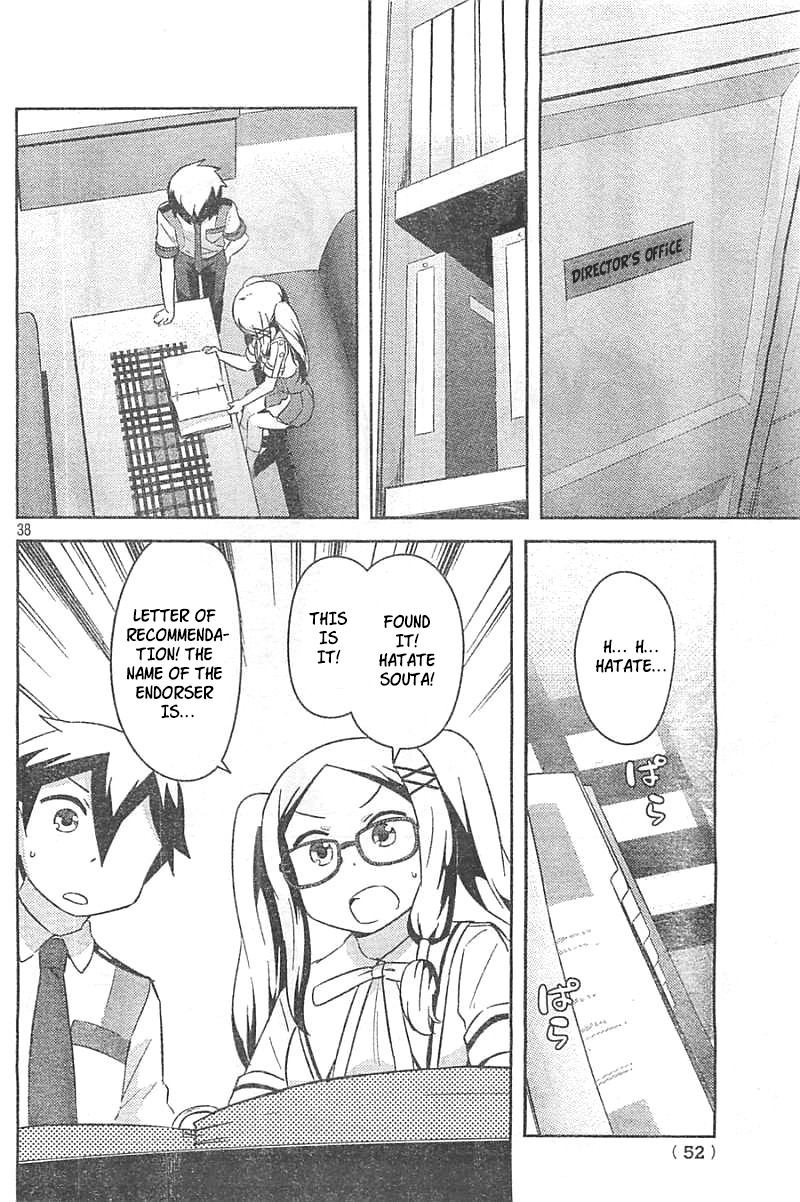 DIRECTOR'S OFFICE
38
H... H...
HATATE...
ぱら
ぱら
FOUND
IT!
HATATE
SOUTA!
THIS
IS
IT!
LETTER OF
RECOMMENDA-
TION! THE
NAME OF THE
ENDORSER
IS...
( 52 )